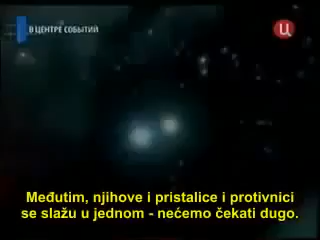 В ЦЕНТРЕ СОБЫТИЙ
Ц
Međutim, njihove i pristalice i protivnici
se slažu u jednom - nećemo čekati dugo.